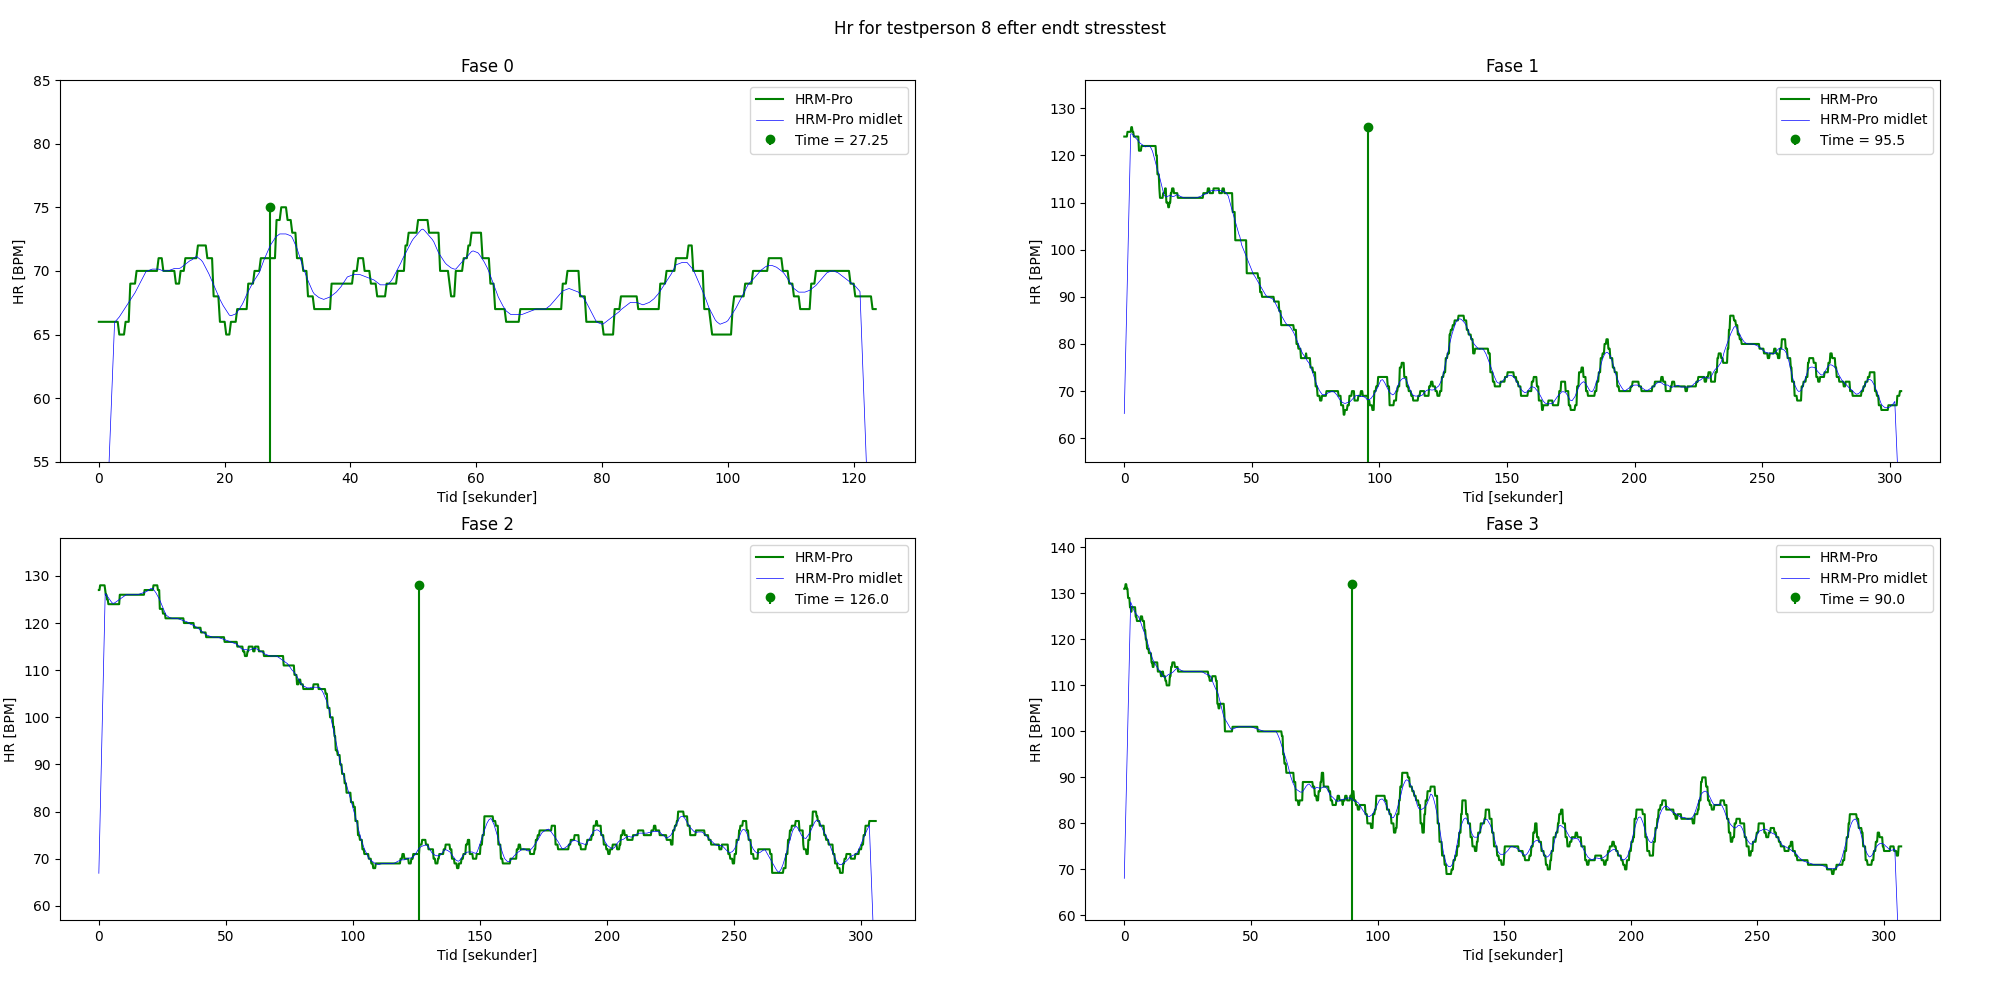 Hr for testperson 8 efter endt stresstest
Fase 0
HR [BPM]
85
80
75
70
65
60
55
HRM-Pro
HRM-Pro midlet
Time = 27.25
0 20 40 60 80 100 120
Tid [sekunder]
Fase 1
HR [BPM]
130
120
110
100
90
80
70
60
HRM-Pro
HRM-Pro midlet
Time = 95.5
0 50 100 150 200 250 300
Tid [sekunder]
Fase 2
HR [BPM]
130
120
110
100
90
80
70
60
HRM-Pro
HRM-Pro midlet
Time = 126.0
0 50 100 150 200 250 300
Tid [sekunder]
Fase 3
HR [BPM]
140
130
120
110
100
90
80
70
60
HRM-Pro
HRM-Pro midlet
Time = 90.0
0 50 100 150 200 250 300
Tid [sekunder]